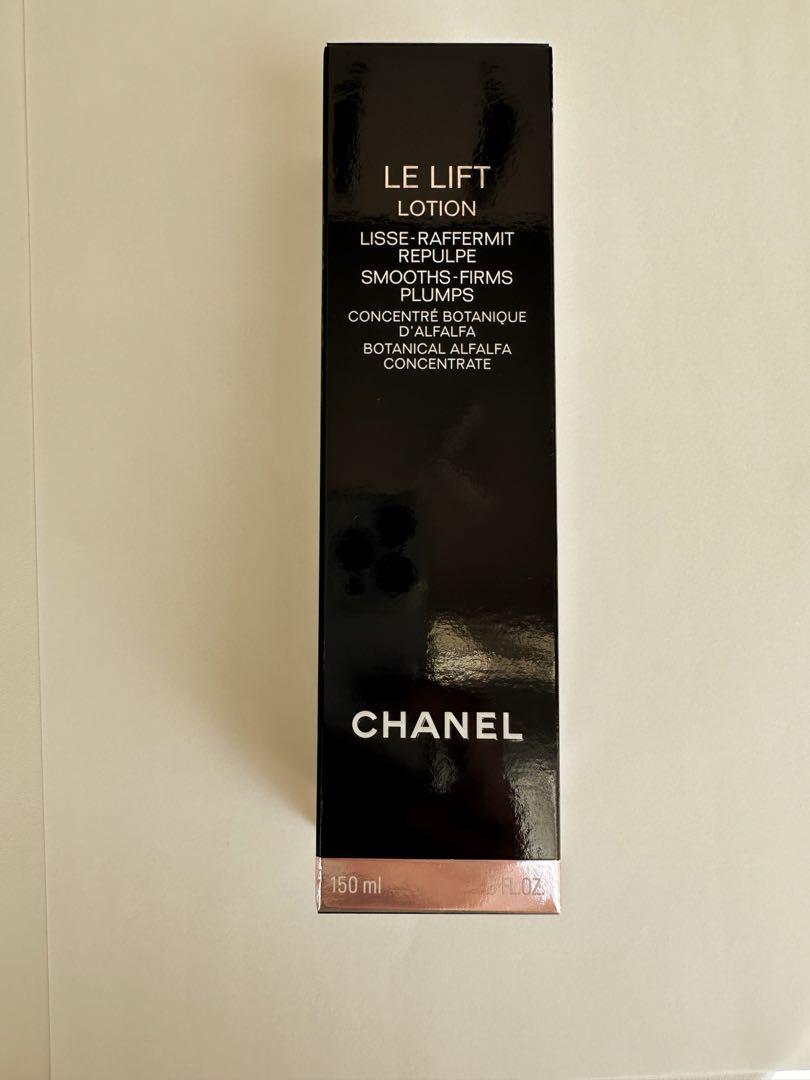 LE LIFT
LOTION
LISSE-RAFFERMIT
REPULPE
SMOOTHS-FIRMS
PLUMPS
CONCENTRÉ BOTANIQUE
D'ALFALFA
BOTANICAL ALFALFA
CONCENTRATE
CHANEL
150 ml 5 FL.OZ.